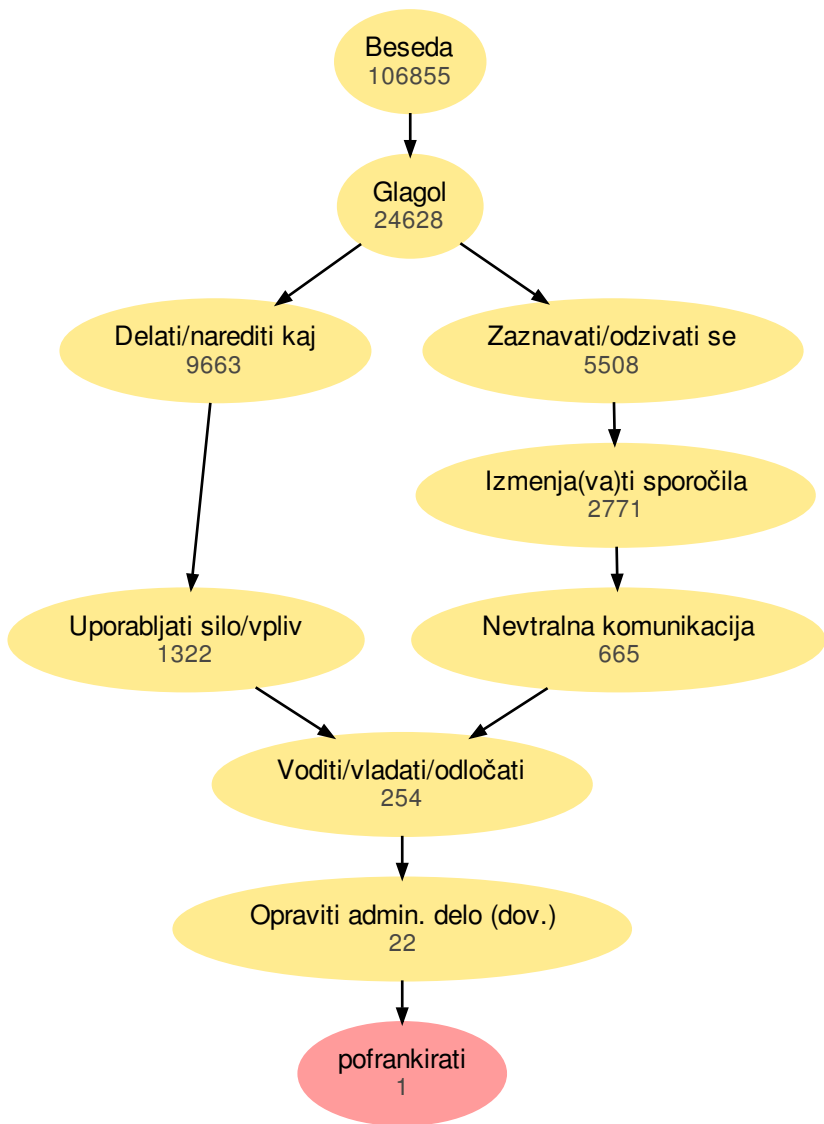 Beseda
106855
Glagol
24628
Delati/narediti kaj
9663
Zaznavati/odzivati se
5508
Izmenja(va)ti sporočila
2771
Uporabljati silo/vpliv
1322
Nevtralna komunikacija
665
Voditi/vladati/odločati
254
Opraviti admin. delo (dov.)
22
pofrankirati
1